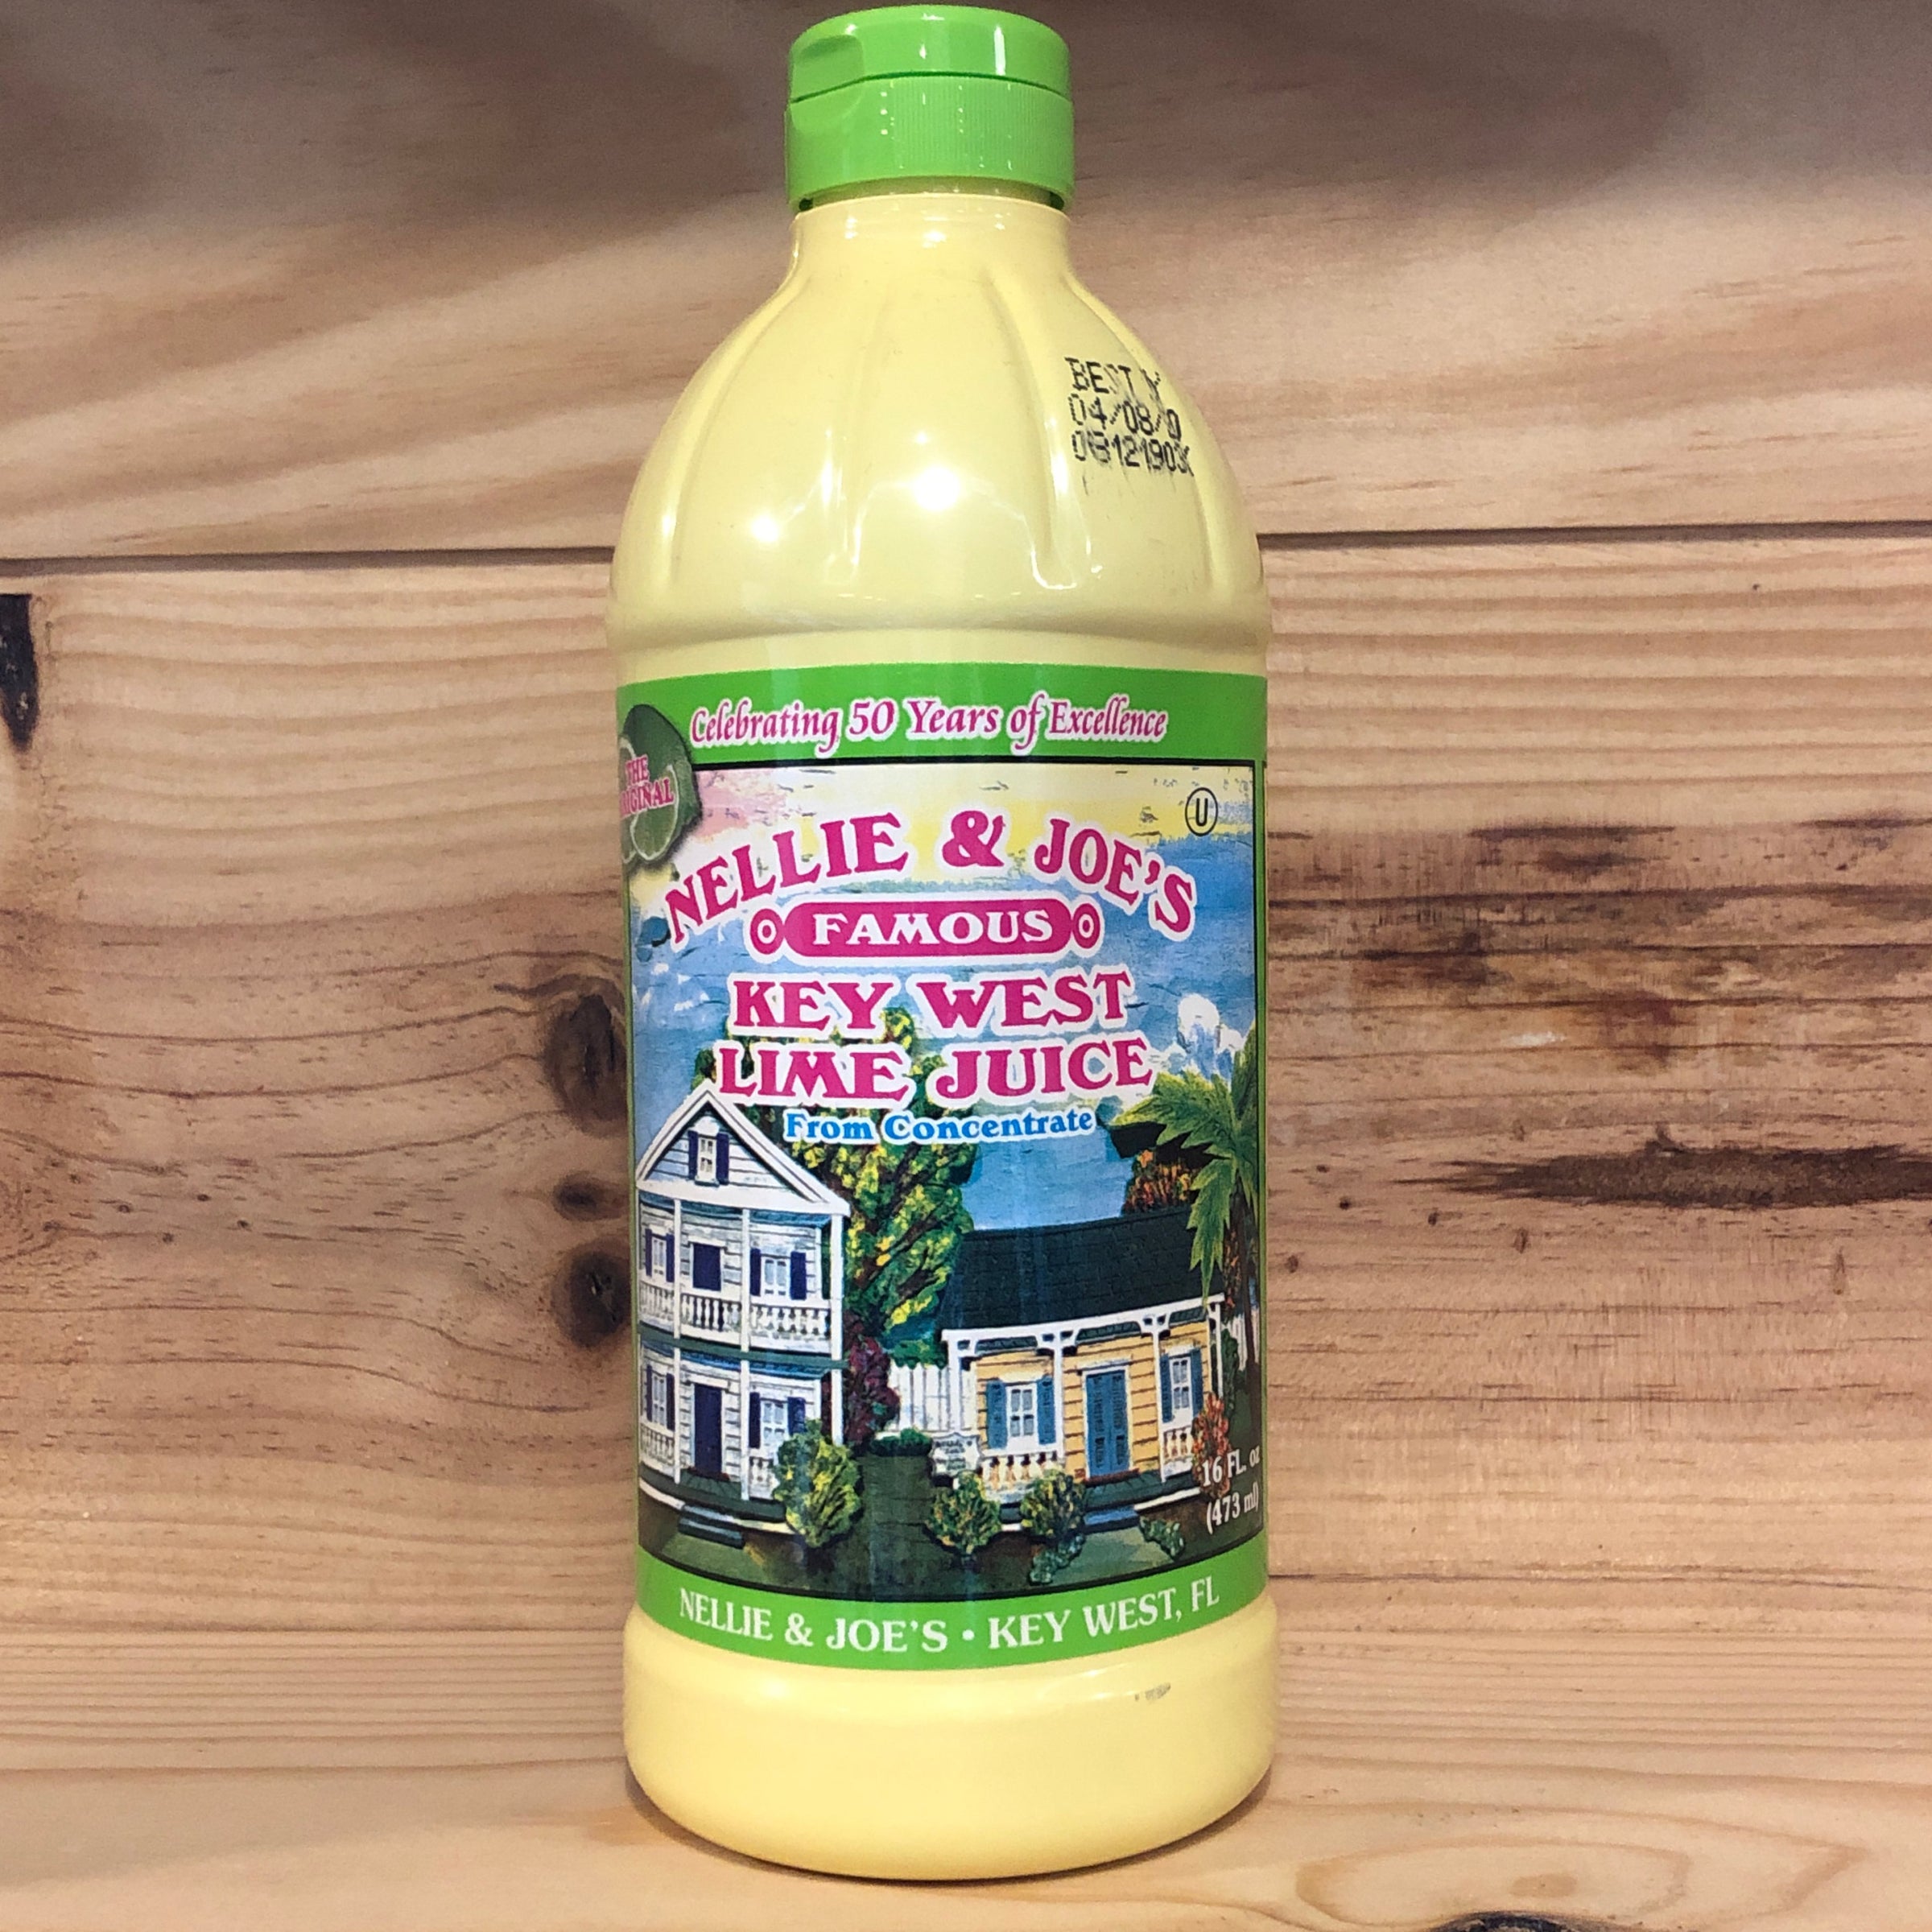 BEST
04/08/
Celebrating 50 Years of Excellence
THE
ORIGINAL
U
NELLIE & JOE'S
FAMOUS
KEY WEST
LIME JUICE
From Concentrate
16 FL. oz
(473 ml)
NELLIE & JOE'S • KEY WEST, FL